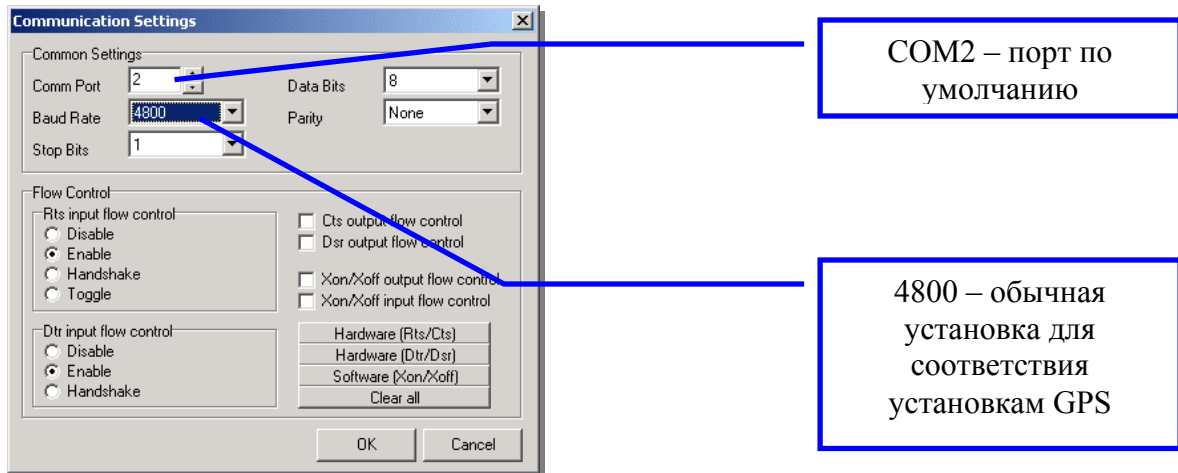 Communication Settings
Common Settings
Comm Port 2 Data Bits 8
Baud Rate 4800 Parity None
Stop Bits 1
Flow Control
Rts input flow control
Disable
Enable
Handshake
Toggle
Cts output flow control
Dsr output flow control
Xon/Xoff output flow control
Xon/Xoff input flow control
Dtr input flow control
Disable
Enable
Handshake
Hardware (Rts/Cts)
Hardware (Dtr/Dsr)
Software (Xon/Xoff)
Clear all
OK Cancel
COM2 – порт по
умолчанию
4800 – обычная
установка для
соответствия
установкам GPS